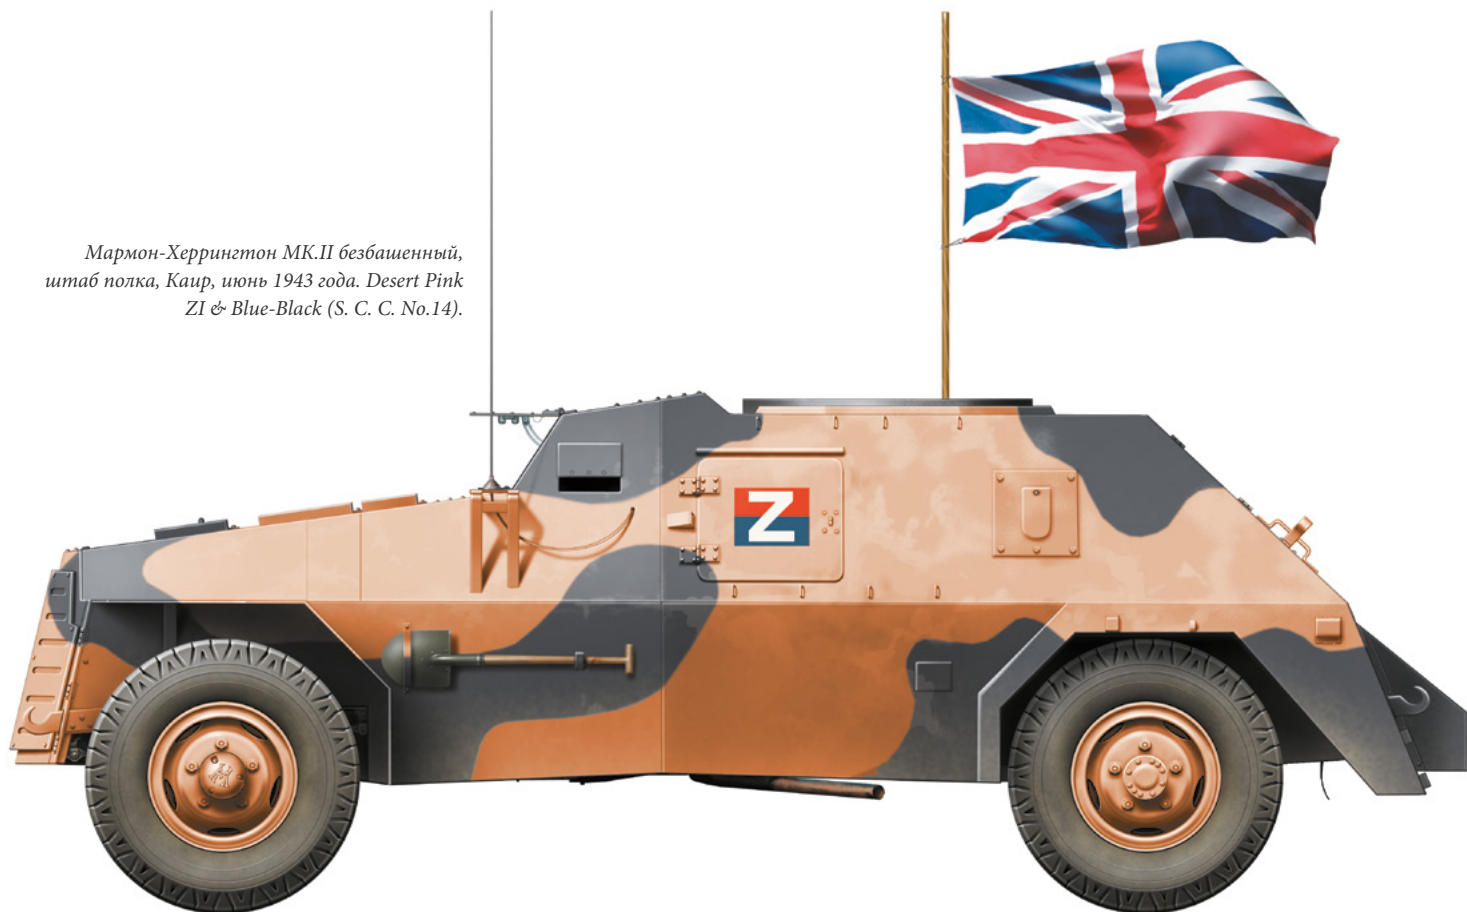 Мармон-Херрингтон МК.II безбашенный,
штаб полка, Каир, июнь 1943 года. Desert Pink
ZI & Blue-Black (S. C. C. No.14).
Z